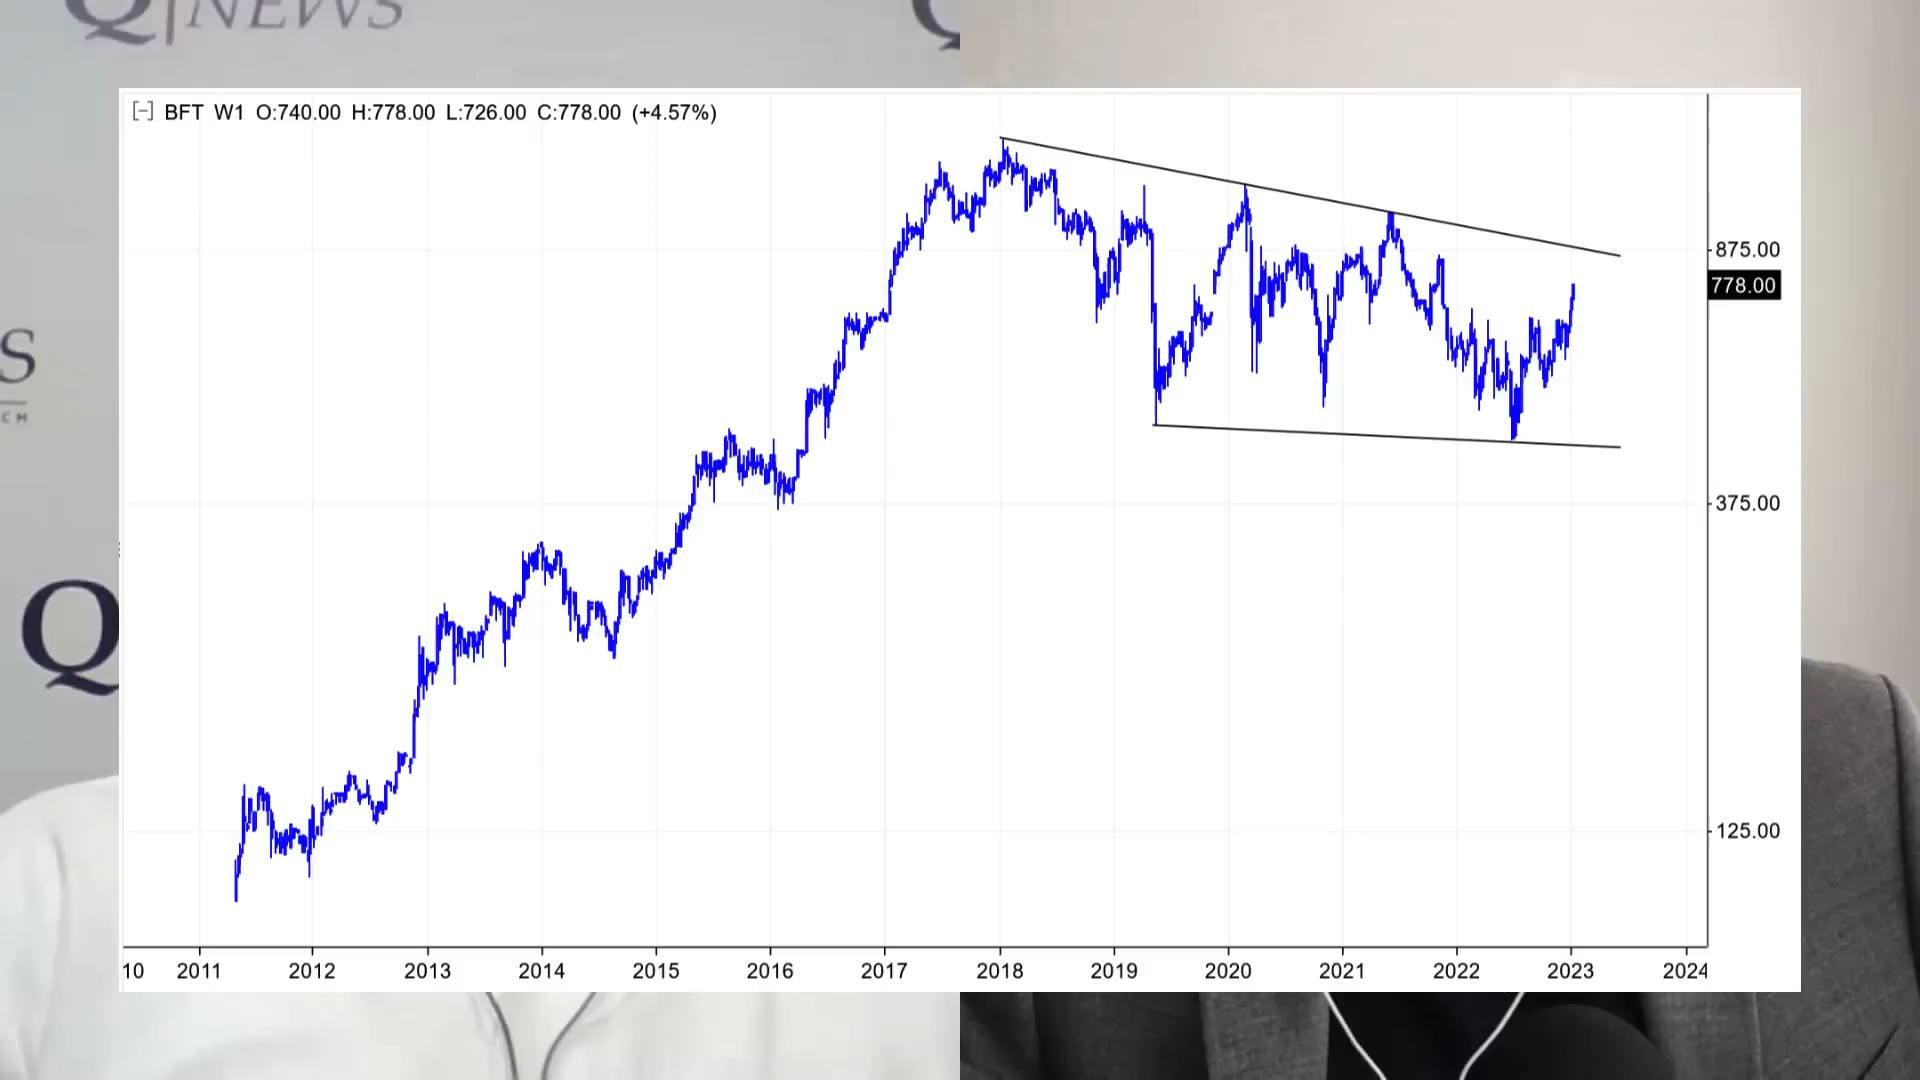 Q|NEWS
[-] BFT W1 O:740.00 H:778.00 L:726.00 C:778.00 (+4.57%)
875.00
778.00
S
CH
375.00
Q
125.00
10 2011 2012 2013 2014 2015 2016 2017 2018 2019 2020 2021 2022 2023 2024